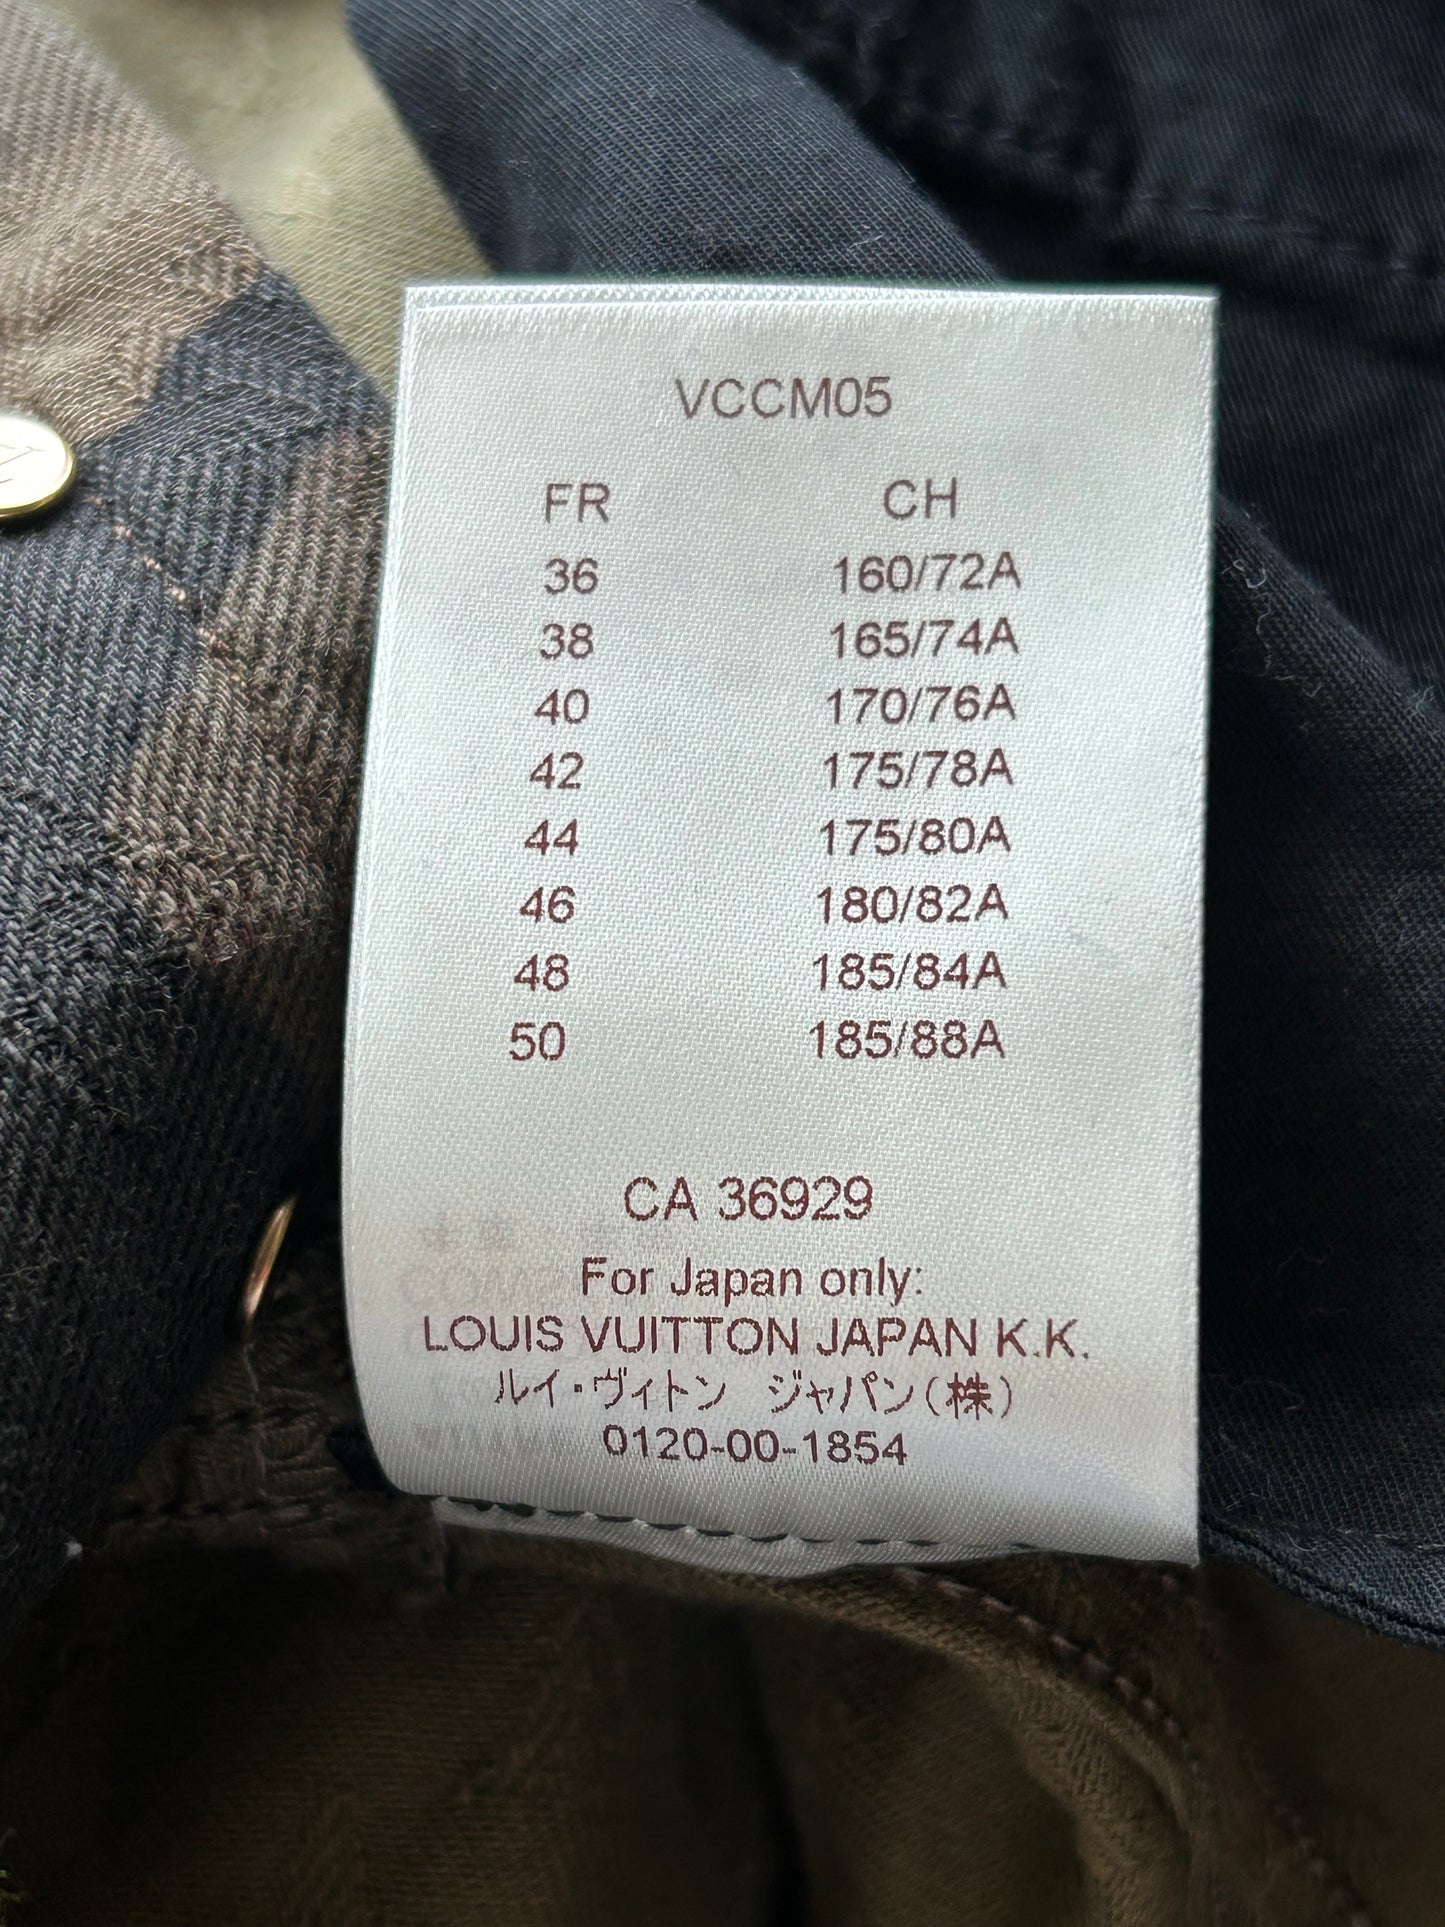 VCCM05
FR CH
36 160/72A
38 165/74A
40 170/76A
42 175/78A
44 175/80A
46 180/82A
48 185/84A
50 185/88A
CA 36929
For Japan only:
LOUIS VUITTON JAPAN K.K.
ルイ・ヴィトン ジャパン(株)
0120-00-1854